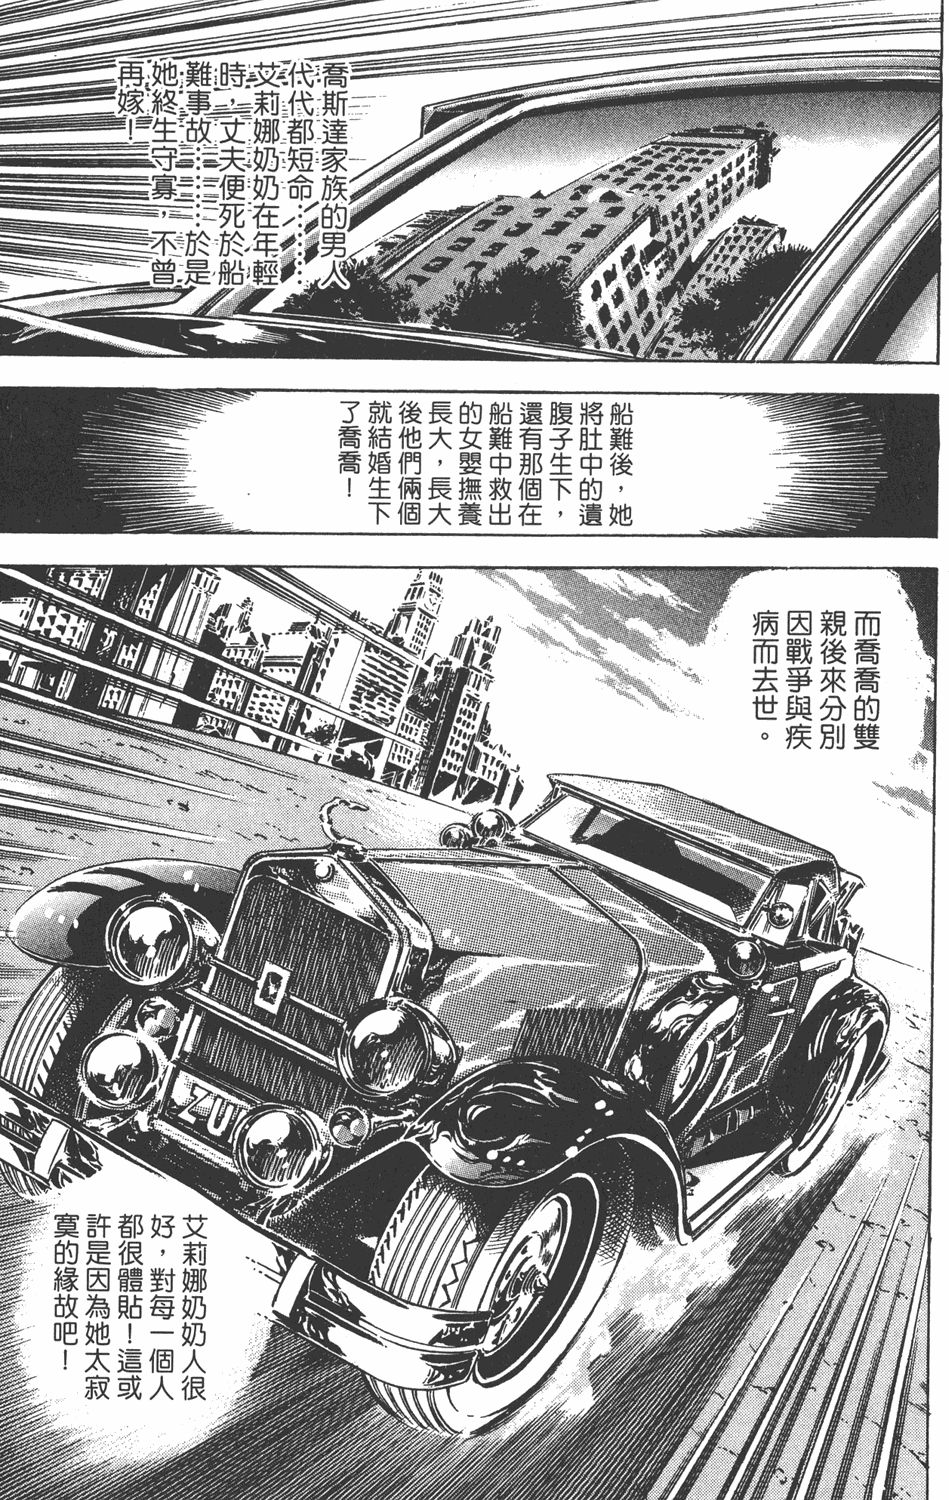 喬斯達家族的男人
代代都短命………
艾莉娜奶奶在年輕
時，丈夫便死於船
難事故………於是
她終生守寡，不曾
再嫁！
船難後，她
將肚中的遺
腹子生下，
還有那個在
船難中救出
的女嬰撫養
長大，長大
後他們倆個
就結婚生下
了喬喬！
而喬喬的雙
親後來分別
因戰爭與疾
病而去世。
ZU
艾莉娜奶奶人很
好，對每一個人
都很體貼！這或
許是因為她太寂
寞的緣故吧！